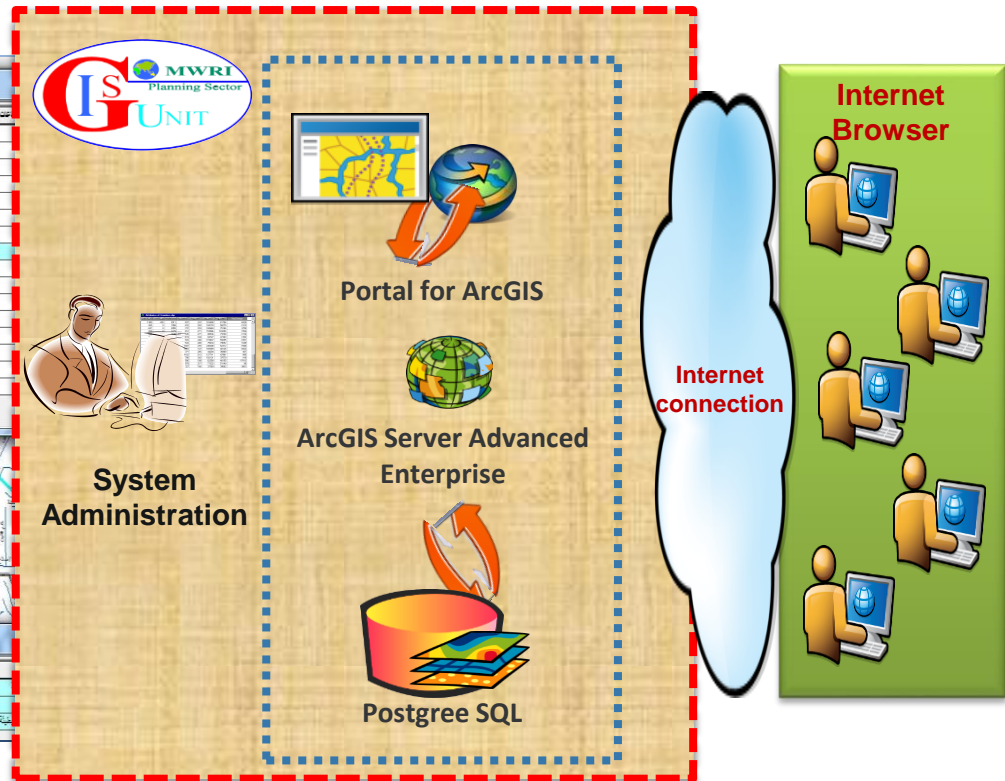 GIS
MWRI
Planning Sector
UNIT
System
Administration
Portal for ArcGIS
ArcGIS Server Advanced
Enterprise
Postgree SQL
Internet
connection
Internet
Browser